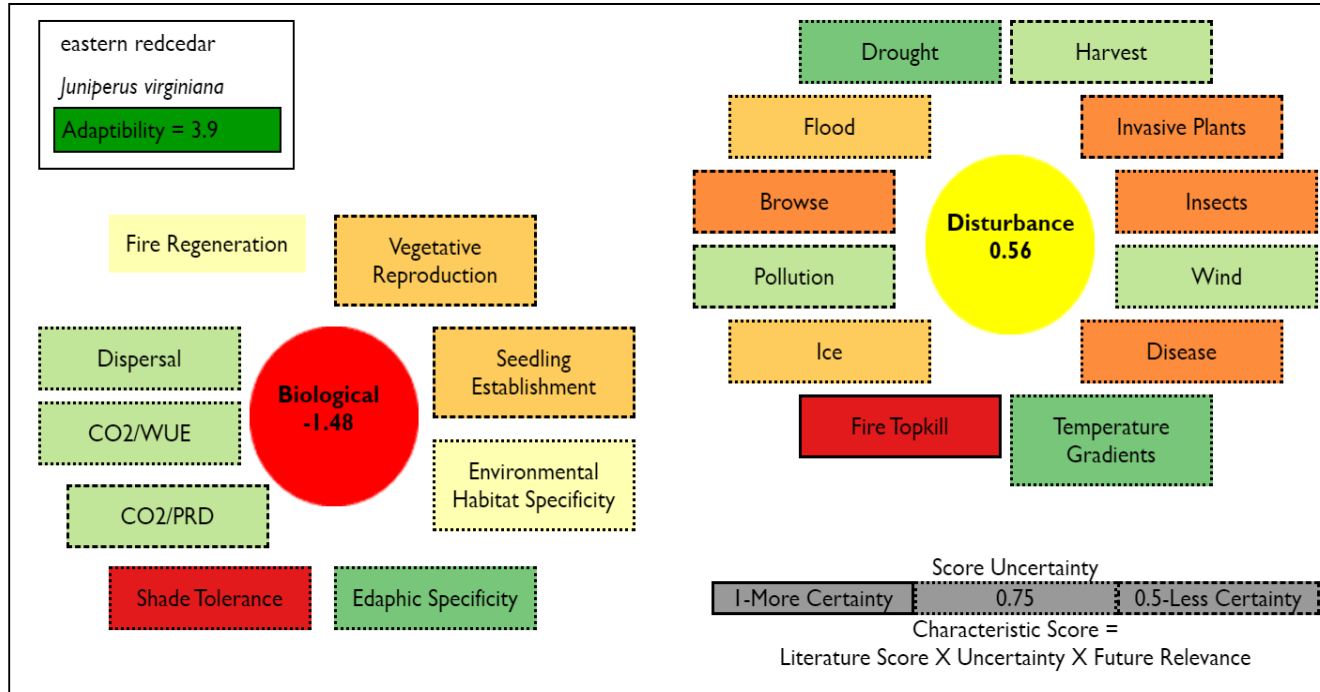 eastern redcedar
Juniperus virginiana
Adaptibility = 3.9
Fire Regeneration
Vegetative
Reproduction
Dispersal
Seedling
Establishment
Biological
-1.48
CO2/WUE
Environmental
Habitat Specificity
CO2/PRD
Shade Tolerance
Edaphic Specificity
Drought
Harvest
Flood
Invasive Plants
Browse
Insects
Disturbance
0.56
Pollution
Wind
Ice
Disease
Fire Topkill
Temperature
Gradients
Score Uncertainty
1-More Certainty
0.75
0.5-Less Certainty
Characteristic Score =
Literature Score X Uncertainty X Future Relevance